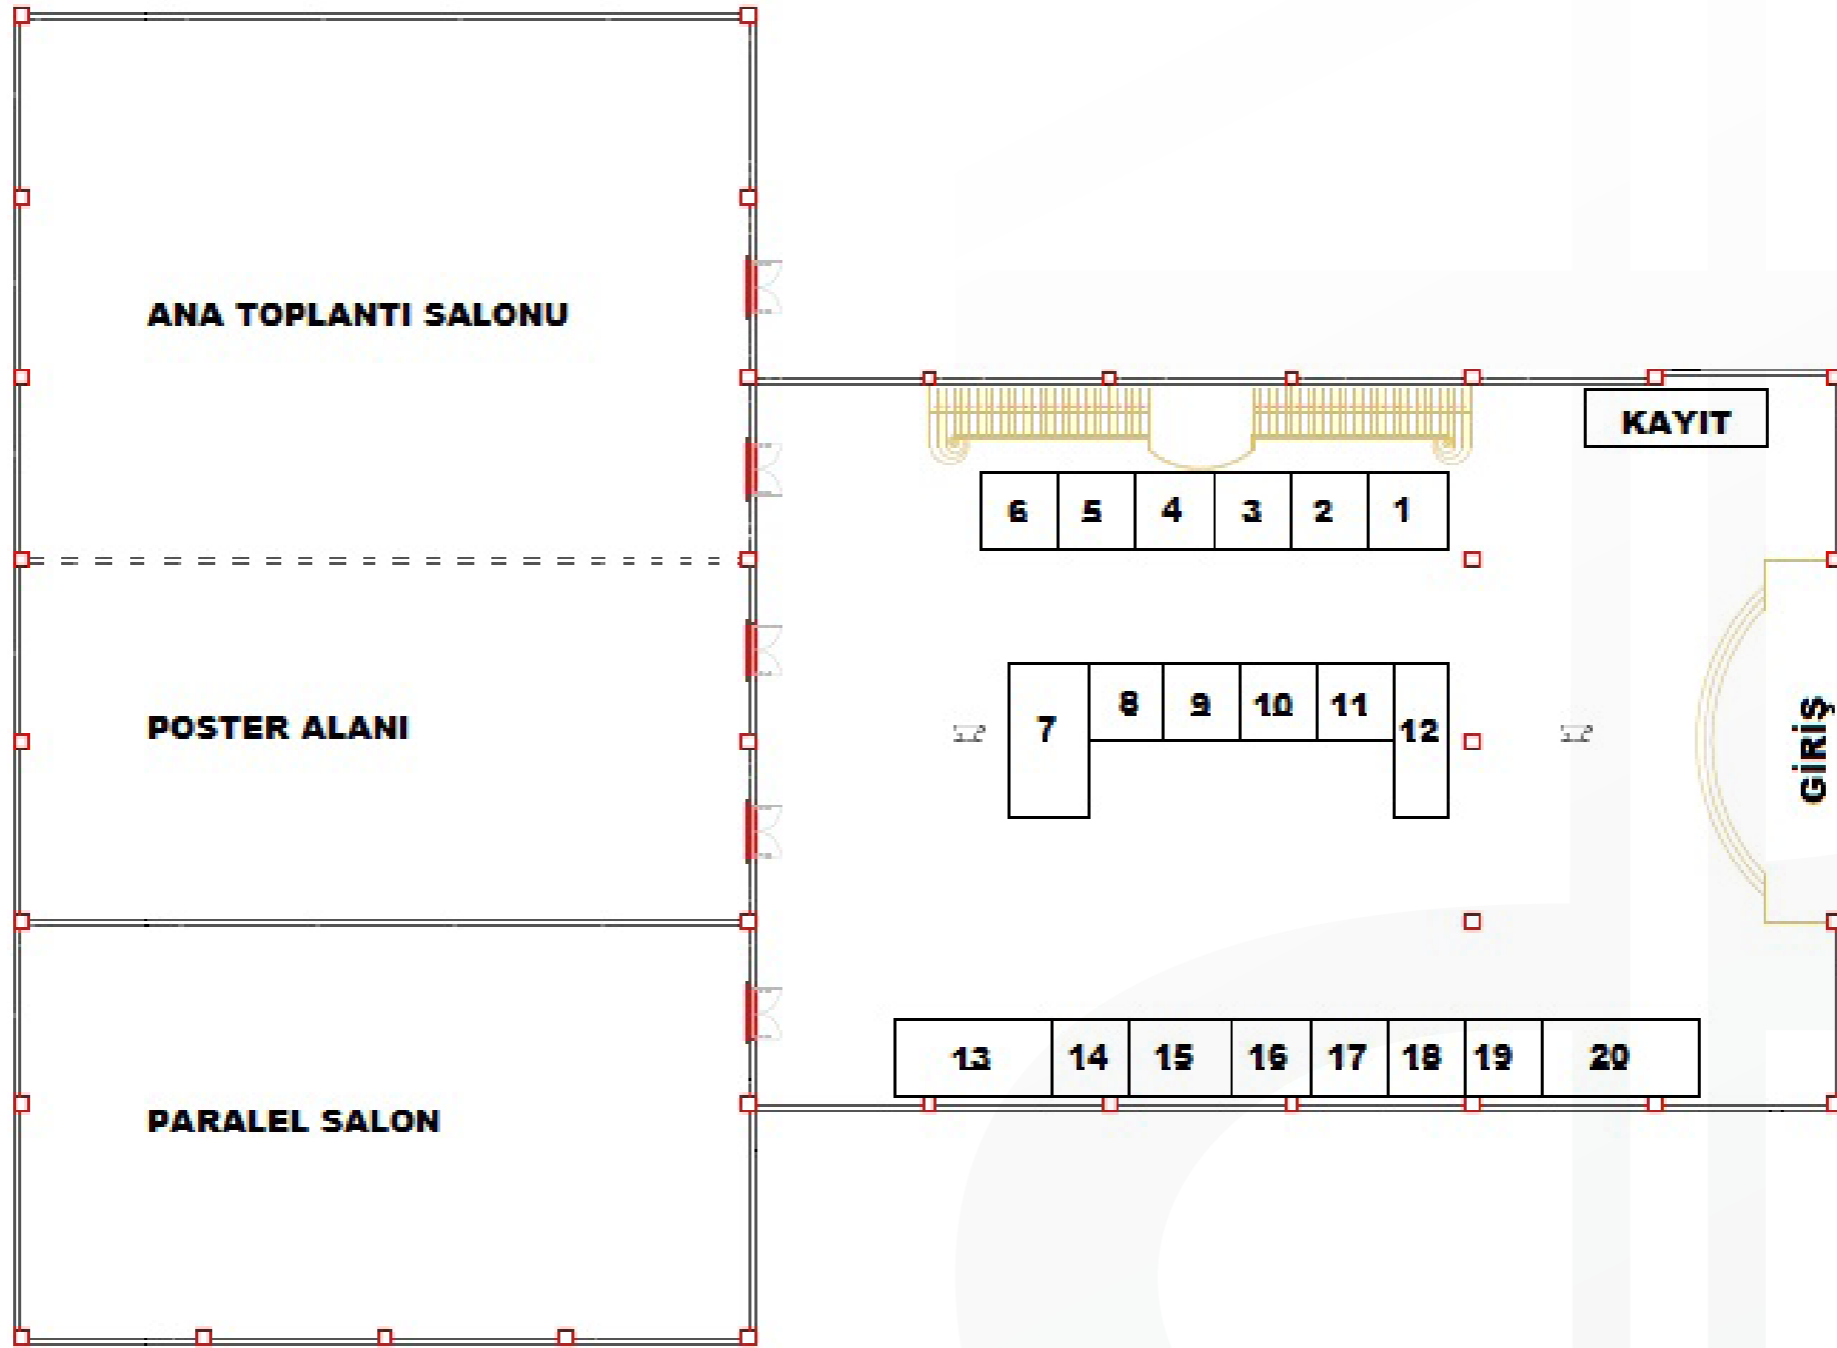 ANA TOPLANTI SALONU
KAYIT
6 5 4 3 2 1
POSTER ALANI
7 8 9 10 11 12
GİRİŞ
13 14 15 16 17 18 19 20
PARALEL SALON